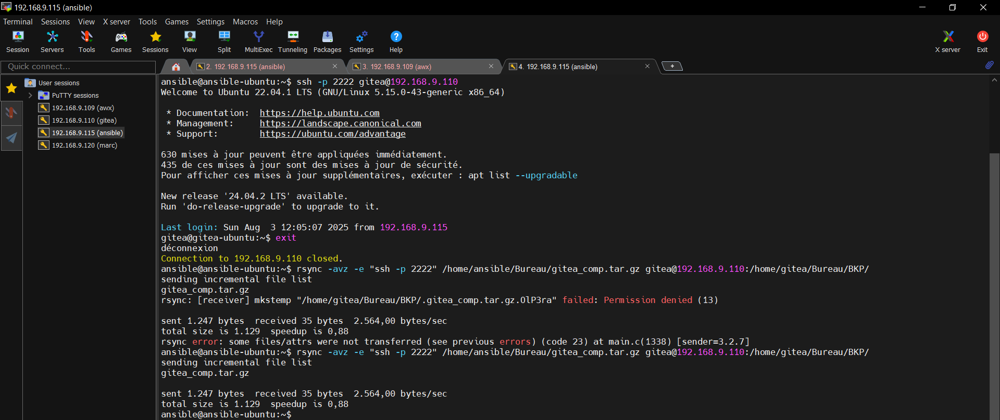 192.168.9.115 (ansible)
Terminal Sessions View X server Tools Games Settings Macros Help
Session Servers Tools Games Sessions View Split MultiExec Tunneling Packages Settings Help X server Exit
Quick connect...
2. 192.168.9.115 (ansible)
3. 192.168.9.109 (awx)
4. 192.168.9.115 (ansible)
User sessions
PuTTY sessions
192.168.9.109 (awx)
192.168.9.110 (gitea)
192.168.9.115 (ansible)
192.168.9.120 (marc)
ansible@ansible-ubuntu:~$ ssh -p 2222 gitea@192.168.9.110
Welcome to Ubuntu 22.04.1 LTS (GNU/Linux 5.15.0-43-generic x86_64)
* Documentation:  https://help.ubuntu.com
* Management:     https://landscape.canonical.com
* Support:        https://ubuntu.com/advantage
630 mises à jour peuvent être appliquées immédiatement.
435 de ces mises à jour sont des mises à jour de sécurité.
Pour afficher ces mises à jour supplémentaires, exécuter : apt list --upgradable
New release '24.04.2 LTS' available.
Run 'do-release-upgrade' to upgrade to it.
Last login: Sun Aug  3 12:05:07 2025 from 192.168.9.115
gitea@gitea-ubuntu:~$ exit
déconnexion
Connection to 192.168.9.110 closed.
ansible@ansible-ubuntu:~$ rsync -avz -e "ssh -p 2222" /home/ansible/Bureau/gitea_comp.tar.gz gitea@192.168.9.110:/home/gitea/Bureau/BKP/
sending incremental file list
gitea_comp.tar.gz
rsync: [receiver] mkstemp "/home/gitea/Bureau/BKP/.gitea_comp.tar.gz.OlP3ra" failed: Permission denied (13)
sent 1.247 bytes  received 35 bytes  2.564,00 bytes/sec
total size is 1.129  speedup is 0,88
rsync error: some files/attrs were not transferred (see previous errors) (code 23) at main.c(1338) [sender=3.2.7]
ansible@ansible-ubuntu:~$ rsync -avz -e "ssh -p 2222" /home/ansible/Bureau/gitea_comp.tar.gz gitea@192.168.9.110:/home/gitea/Bureau/BKP/
sending incremental file list
gitea_comp.tar.gz
sent 1.247 bytes  received 35 bytes  2.564,00 bytes/sec
total size is 1.129  speedup is 0,88
ansible@ansible-ubuntu:~$